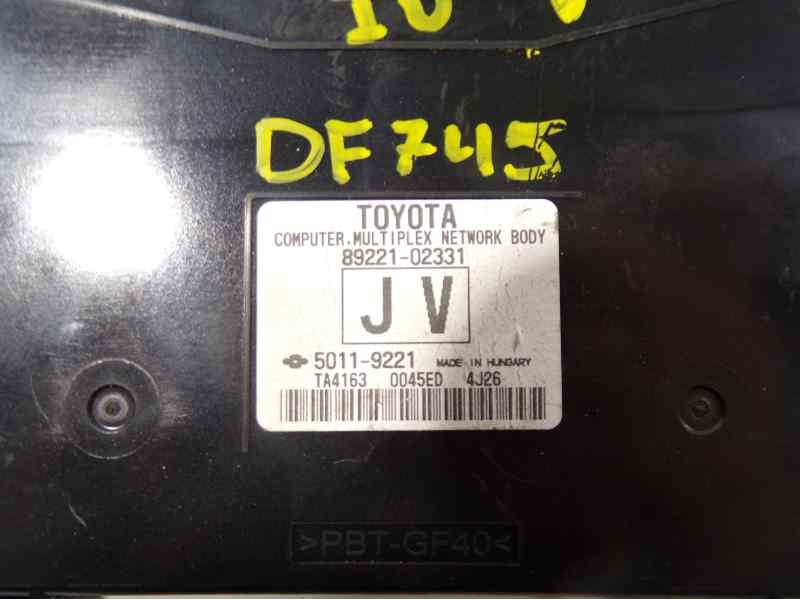 DF745
TOYOTA
COMPUTER.MULTIPLEX NETWORK BODY
89221-02331
JV
5011-9221 MADE IN HUNGARY
TA4163 0045ED 4J26
>PBT-GF40<